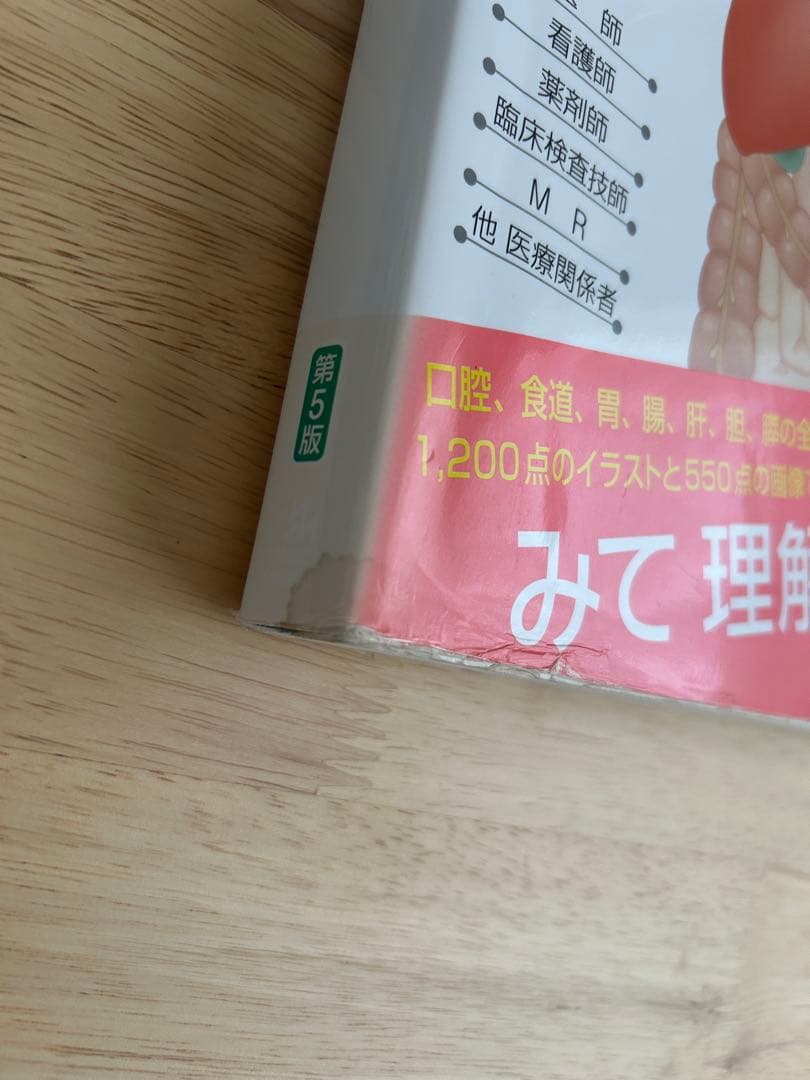 師
看護師
薬剤師
臨床検査技師
M R
他 医療関係者
第5版
口腔、食道、胃、腸、肝、胆、膵の全
1,200点のイラストと550点の画像で
みて 理解